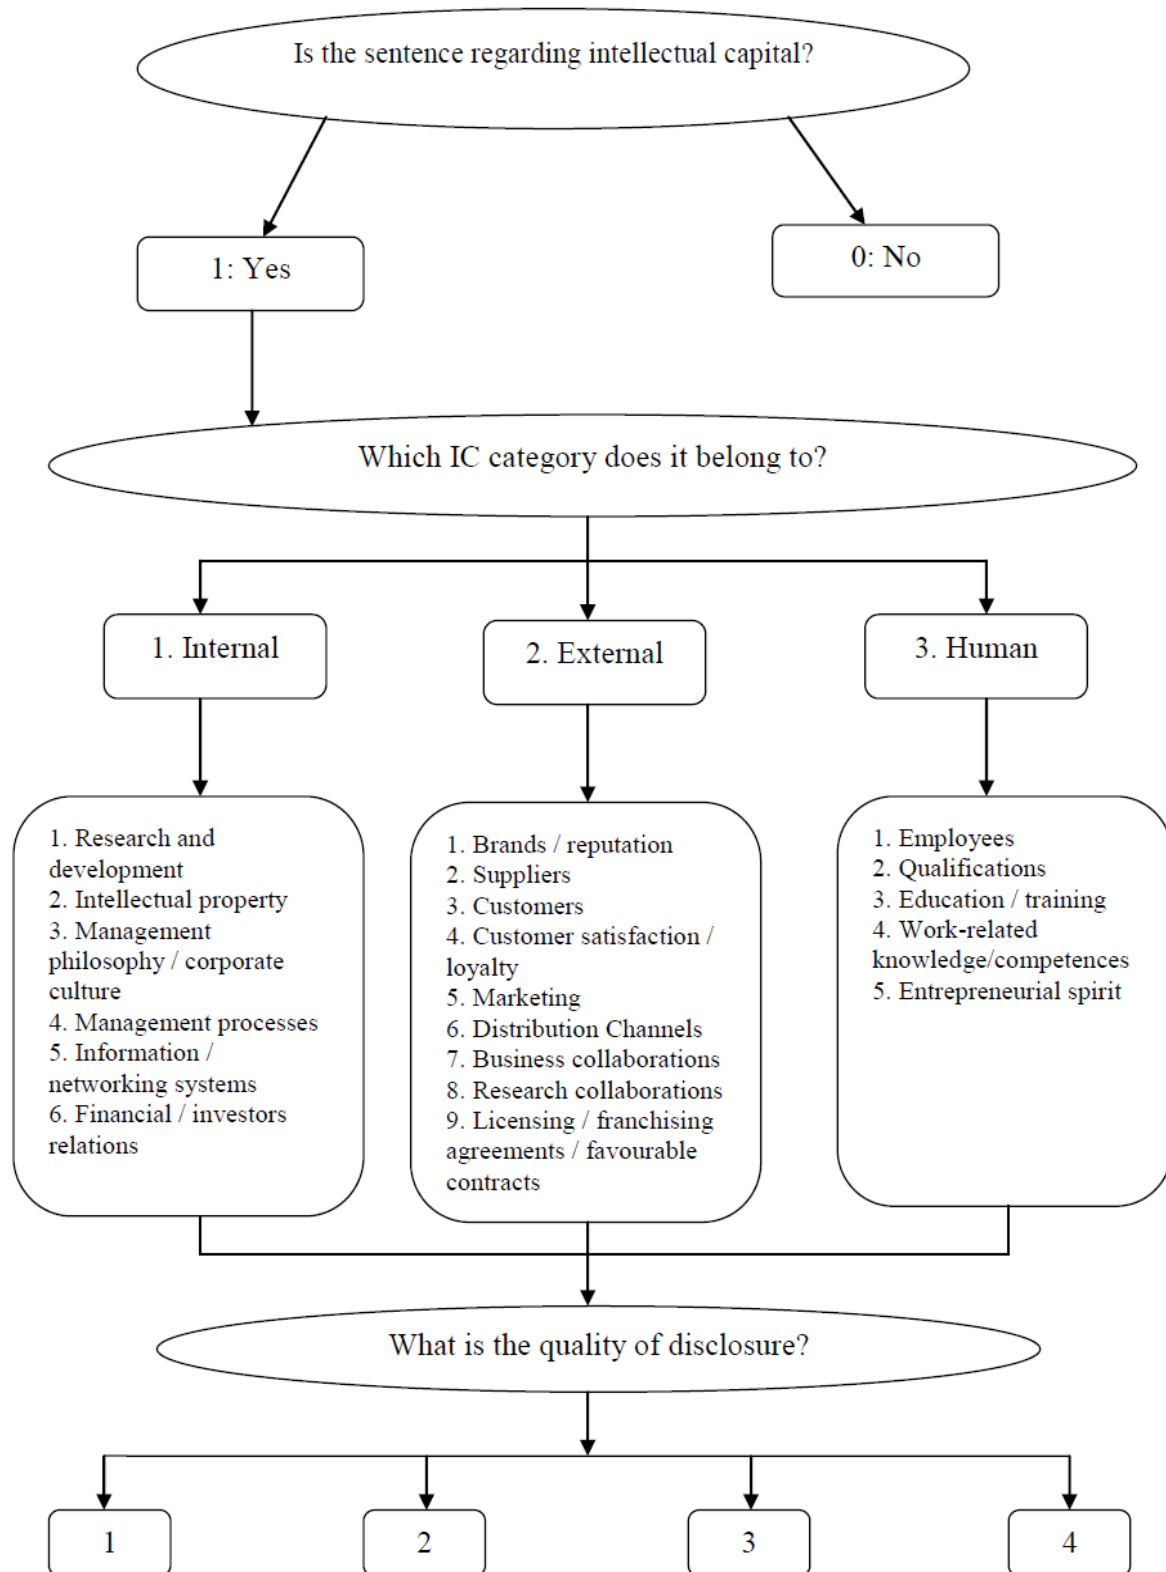 Is the sentence regarding intellectual capital?
1: Yes
0: No
Which IC category does it belong to?
1. Internal
2. External
3. Human
1. Research and
development
2. Intellectual property
3. Management
philosophy / corporate
culture
4. Management processes
5. Information /
networking systems
6. Financial / investors
relations
1. Brands / reputation
2. Suppliers
3. Customers
4. Customer satisfaction /
loyalty
5. Marketing
6. Distribution Channels
7. Business collaborations
8. Research collaborations
9. Licensing / franchising
agreements / favourable
contracts
1. Employees
2. Qualifications
3. Education / training
4. Work-related
knowledge/competences
5. Entrepreneurial spirit
What is the quality of disclosure?
1
2
3
4